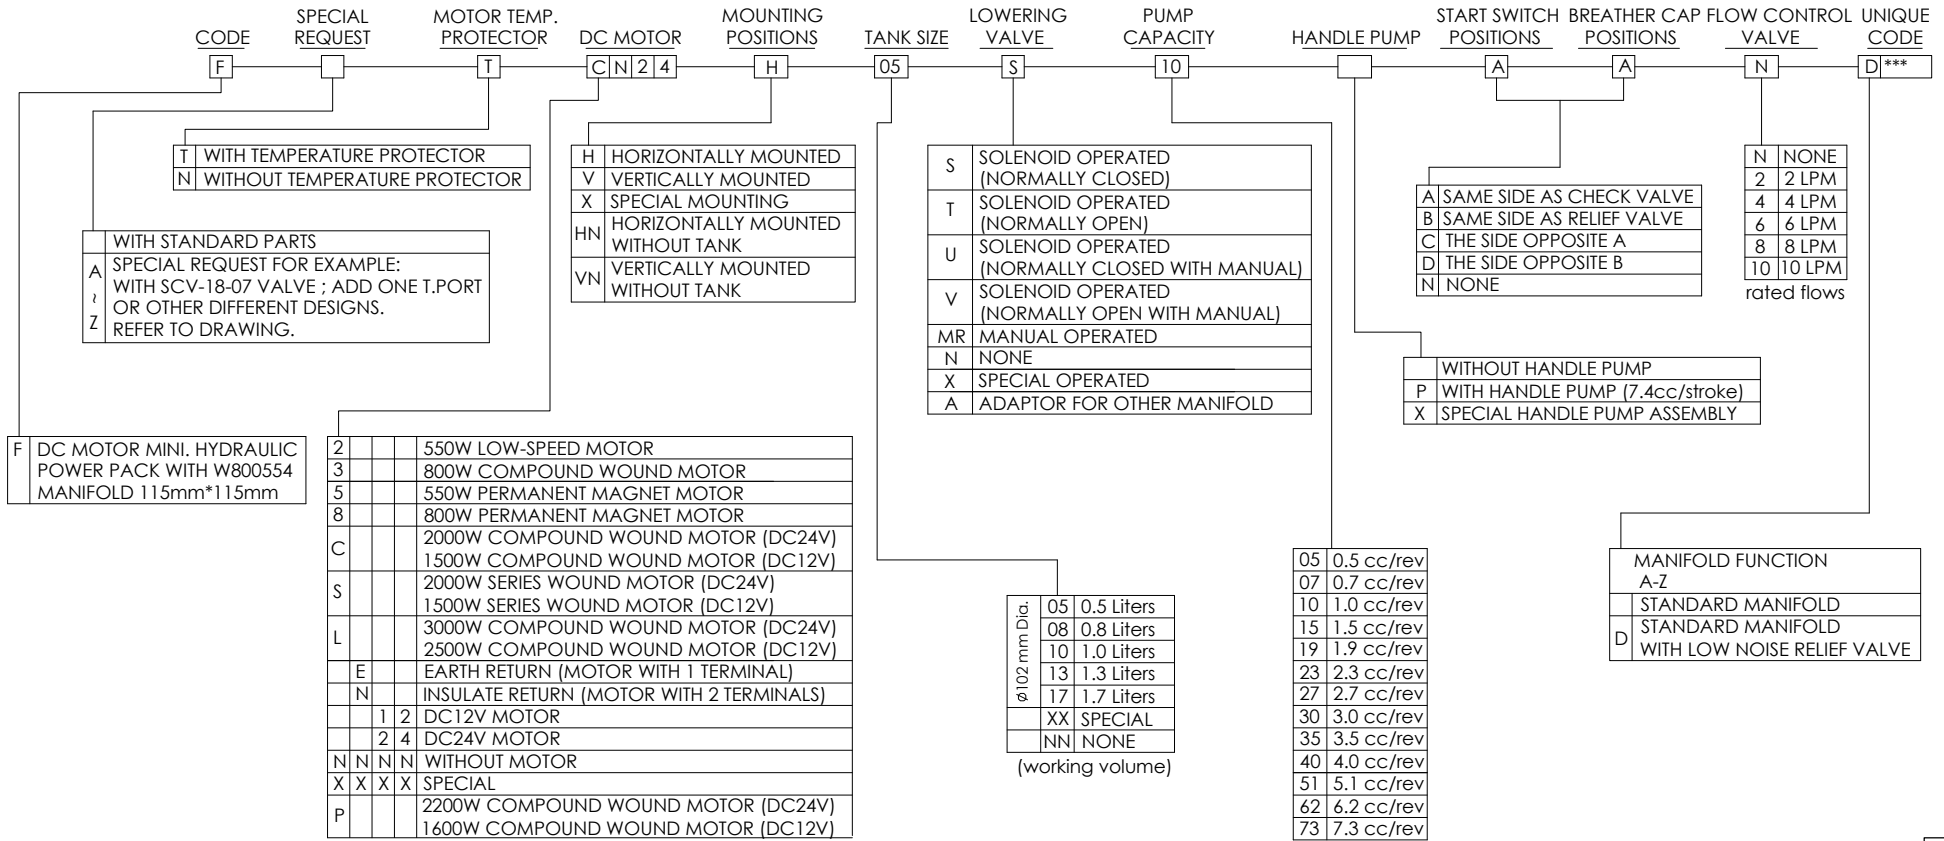 CODE
SPECIAL
REQUEST
MOTOR TEMP.
PROTECTOR
DC MOTOR
MOUNTING
POSITIONS
TANK SIZE
LOWERING
VALVE
PUMP
CAPACITY
HANDLE PUMP
START SWITCH
POSITIONS
BREATHER CAP
POSITIONS
FLOW CONTROL
VALVE
UNIQUE
CODE
F T C N 2 4 H 05 S 10 A A N D ***
T WITH TEMPERATURE PROTECTOR
N WITHOUT TEMPERATURE PROTECTOR
WITH STANDARD PARTS
A ~ Z
SPECIAL REQUEST FOR EXAMPLE:
WITH SCV-18-07 VALVE ; ADD ONE T.PORT
OR OTHER DIFFERENT DESIGNS.
REFER TO DRAWING.
F DC MOTOR MINI. HYDRAULIC
POWER PACK WITH W800554
MANIFOLD 115mm*115mm
H HORIZONTALLY MOUNTED
V VERTICALLY MOUNTED
X SPECIAL MOUNTING
HN HORIZONTALLY MOUNTED
WITHOUT TANK
VN VERTICALLY MOUNTED
WITHOUT TANK
2 550W LOW-SPEED MOTOR
3 800W COMPOUND WOUND MOTOR
5 550W PERMANENT MAGNET MOTOR
8 800W PERMANENT MAGNET MOTOR
C 2000W COMPOUND WOUND MOTOR (DC24V)
1500W COMPOUND WOUND MOTOR (DC12V)
S 2000W SERIES WOUND MOTOR (DC24V)
1500W SERIES WOUND MOTOR (DC12V)
L 3000W COMPOUND WOUND MOTOR (DC24V)
2500W COMPOUND WOUND MOTOR (DC12V)
E EARTH RETURN (MOTOR WITH 1 TERMINAL)
N INSULATE RETURN (MOTOR WITH 2 TERMINALS)
1 2 DC12V MOTOR
2 4 DC24V MOTOR
N N N N WITHOUT MOTOR
X X X X SPECIAL
P 2200W COMPOUND WOUND MOTOR (DC24V)
1600W COMPOUND WOUND MOTOR (DC12V)
S SOLENOID OPERATED
(NORMALLY CLOSED)
T SOLENOID OPERATED
(NORMALLY OPEN)
U SOLENOID OPERATED
(NORMALLY CLOSED WITH MANUAL)
V SOLENOID OPERATED
(NORMALLY OPEN WITH MANUAL)
MR MANUAL OPERATED
N NONE
X SPECIAL OPERATED
A ADAPTOR FOR OTHER MANIFOLD
ø102 mm Dia.
05 0.5 Liters
08 0.8 Liters
10 1.0 Liters
13 1.3 Liters
17 1.7 Liters
XX SPECIAL
NN NONE
(working volume)
05 0.5 cc/rev
07 0.7 cc/rev
10 1.0 cc/rev
15 1.5 cc/rev
19 1.9 cc/rev
23 2.3 cc/rev
27 2.7 cc/rev
30 3.0 cc/rev
35 3.5 cc/rev
40 4.0 cc/rev
51 5.1 cc/rev
62 6.2 cc/rev
73 7.3 cc/rev
A SAME SIDE AS CHECK VALVE
B SAME SIDE AS RELIEF VALVE
C THE SIDE OPPOSITE A
D THE SIDE OPPOSITE B
N NONE
N NONE
2 2 LPM
4 4 LPM
6 6 LPM
8 8 LPM
10 10 LPM
rated flows
WITHOUT HANDLE PUMP
P WITH HANDLE PUMP (7.4cc/stroke)
X SPECIAL HANDLE PUMP ASSEMBLY
MANIFOLD FUNCTION
A-Z
STANDARD MANIFOLD
D STANDARD MANIFOLD
WITH LOW NOISE RELIEF VALVE